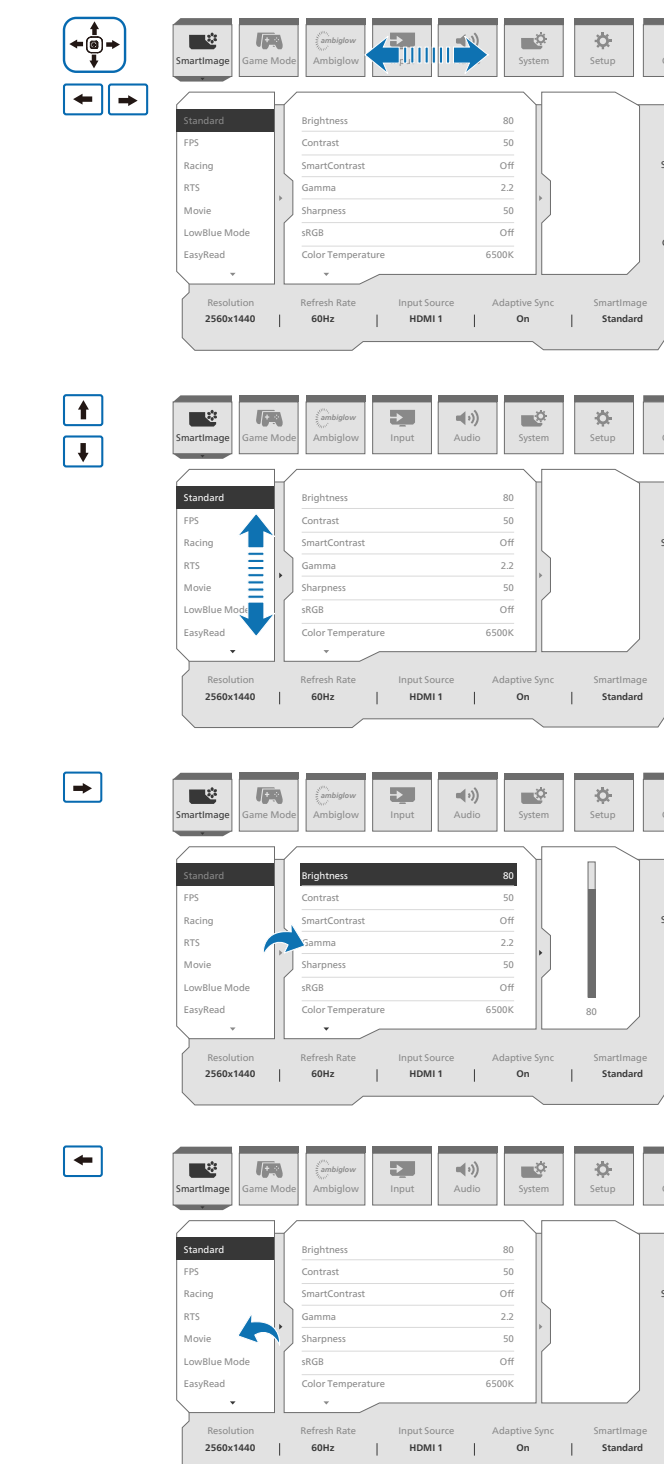 SmartImage Game Mode ambiglow Ambiglow Audio System Setup
Standard Brightness 80
FPS Contrast 50
Racing SmartContrast Off
RTS Gamma 2.2
Movie Sharpness 50
LowBlue Mode sRGB Off
EasyRead Color Temperature 6500K
Resolution Refresh Rate Input Source Adaptive Sync SmartImage
2560x1440 | 60Hz | HDMI 1 | On | Standard
SmartImage Game Mode ambiglow Ambiglow Input Audio System Setup
Standard Brightness 80
FPS Contrast 50
Racing SmartContrast Off
RTS Gamma 2.2
Movie Sharpness 50
LowBlue Mode sRGB Off
EasyRead Color Temperature 6500K
Resolution Refresh Rate Input Source Adaptive Sync SmartImage
2560x1440 | 60Hz | HDMI 1 | On | Standard
SmartImage Game Mode ambiglow Ambiglow Input Audio System Setup
Standard Brightness 80
FPS Contrast 50
Racing SmartContrast Off
RTS Gamma 2.2
Movie Sharpness 50
LowBlue Mode sRGB Off
EasyRead Color Temperature 6500K 80
Resolution Refresh Rate Input Source Adaptive Sync SmartImage
2560x1440 | 60Hz | HDMI 1 | On | Standard
SmartImage Game Mode ambiglow Ambiglow Input Audio System Setup
Standard Brightness 80
FPS Contrast 50
Racing SmartContrast Off
RTS Gamma 2.2
Movie Sharpness 50
LowBlue Mode sRGB Off
EasyRead Color Temperature 6500K
Resolution Refresh Rate Input Source Adaptive Sync SmartImage
2560x1440 | 60Hz | HDMI 1 | On | Standard